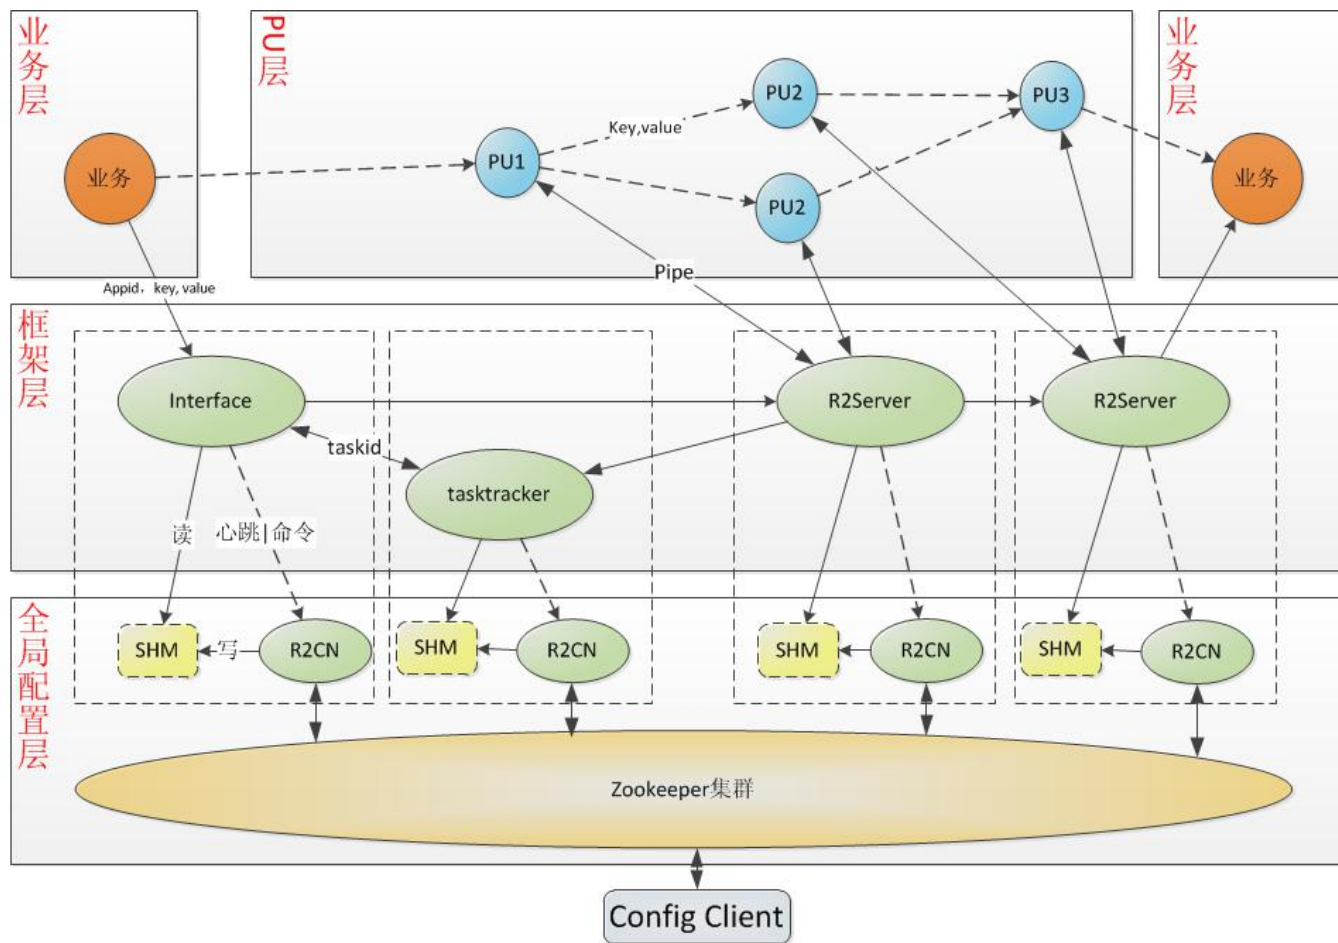 业务层
PU层
业务层
PU2
PU3
Key,value
PU1
业务
业务
PU2
Pipe
Appid，key, value
框架层
Interface
R2Server
R2Server
taskid
tasktracker
读
心跳|命令
全局配置层
SHM
写
R2CN
SHM
R2CN
SHM
R2CN
SHM
R2CN
Zookeeper集群
Config Client